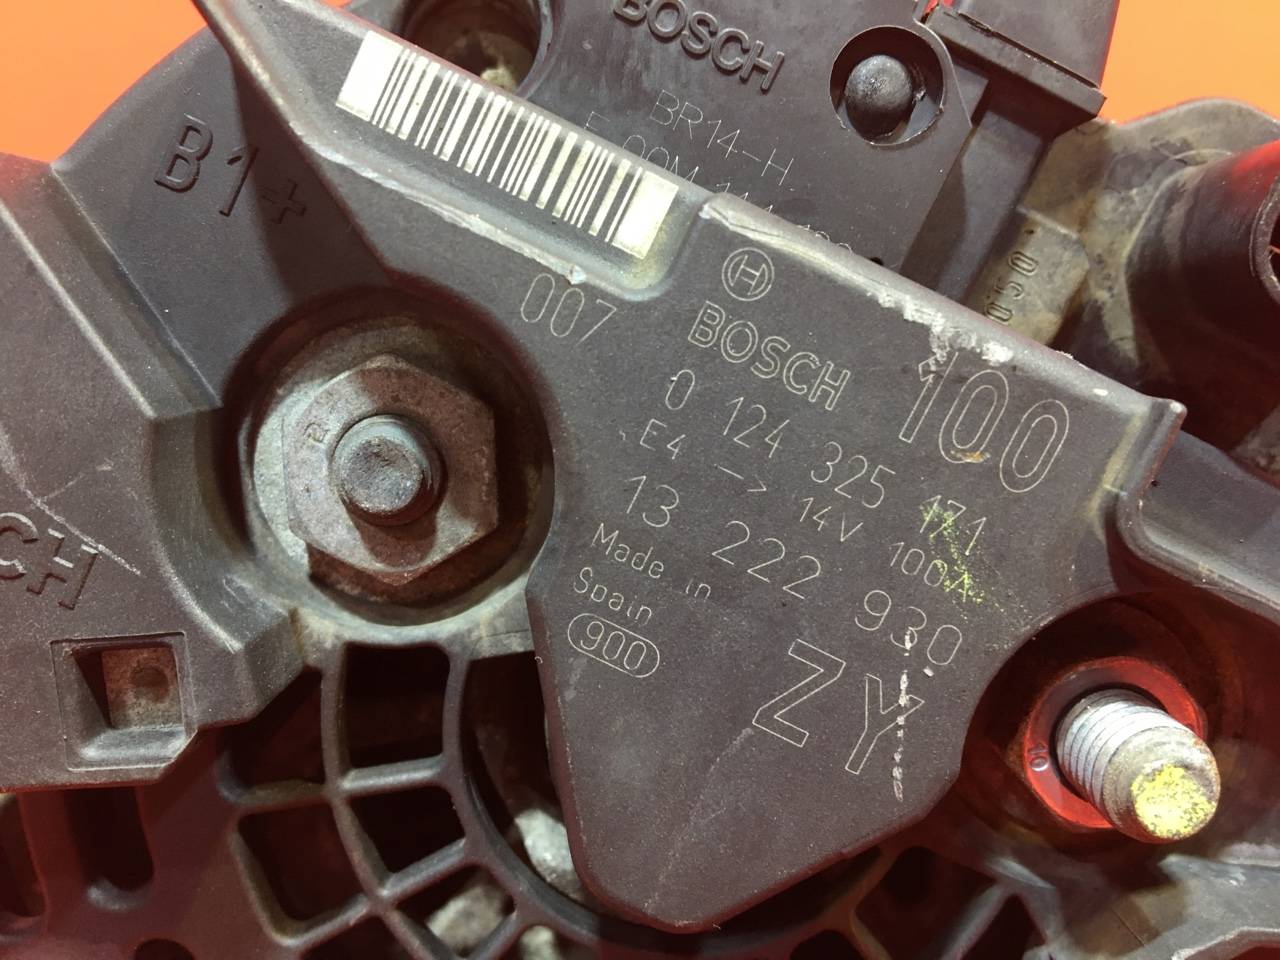 BOSCH
BR14-H
B1+
007
BOSCH
100
0 124 325 171
E4 -> 14V 100A
13 222 930
Made in
Spain
900
ZY
CH